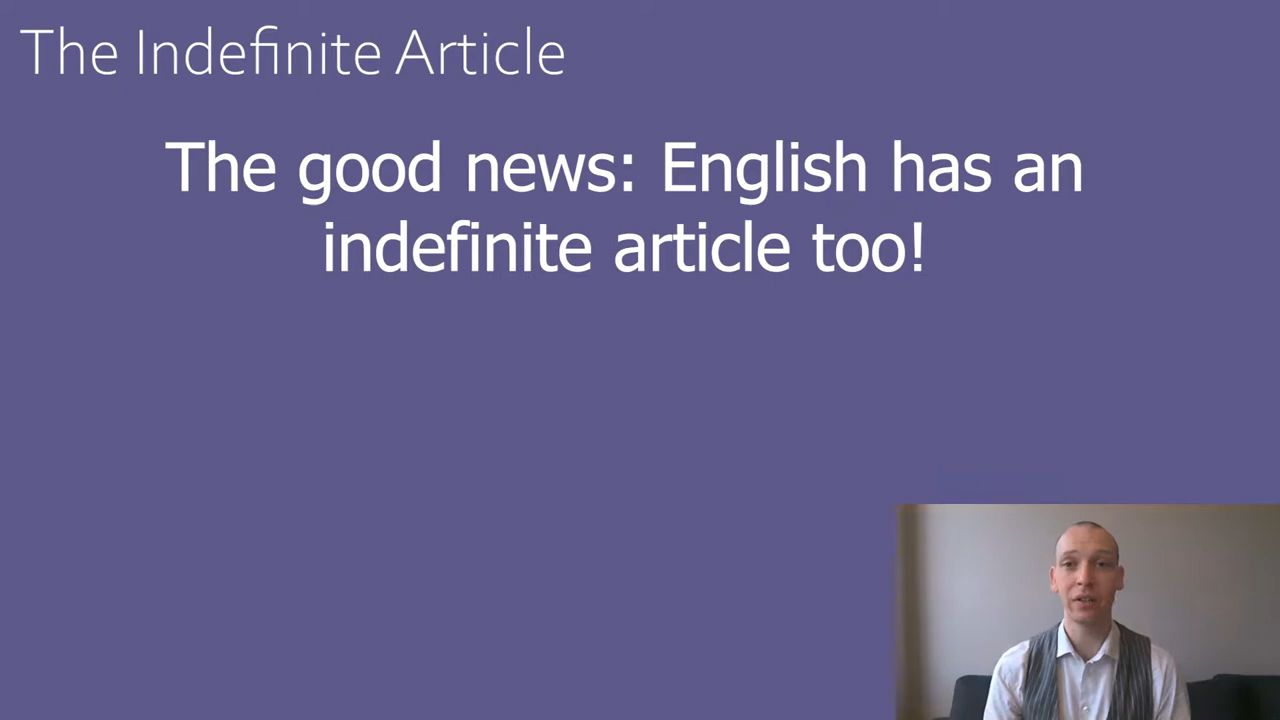 The Indefinite Article
The good news: English has an
indefinite article too!